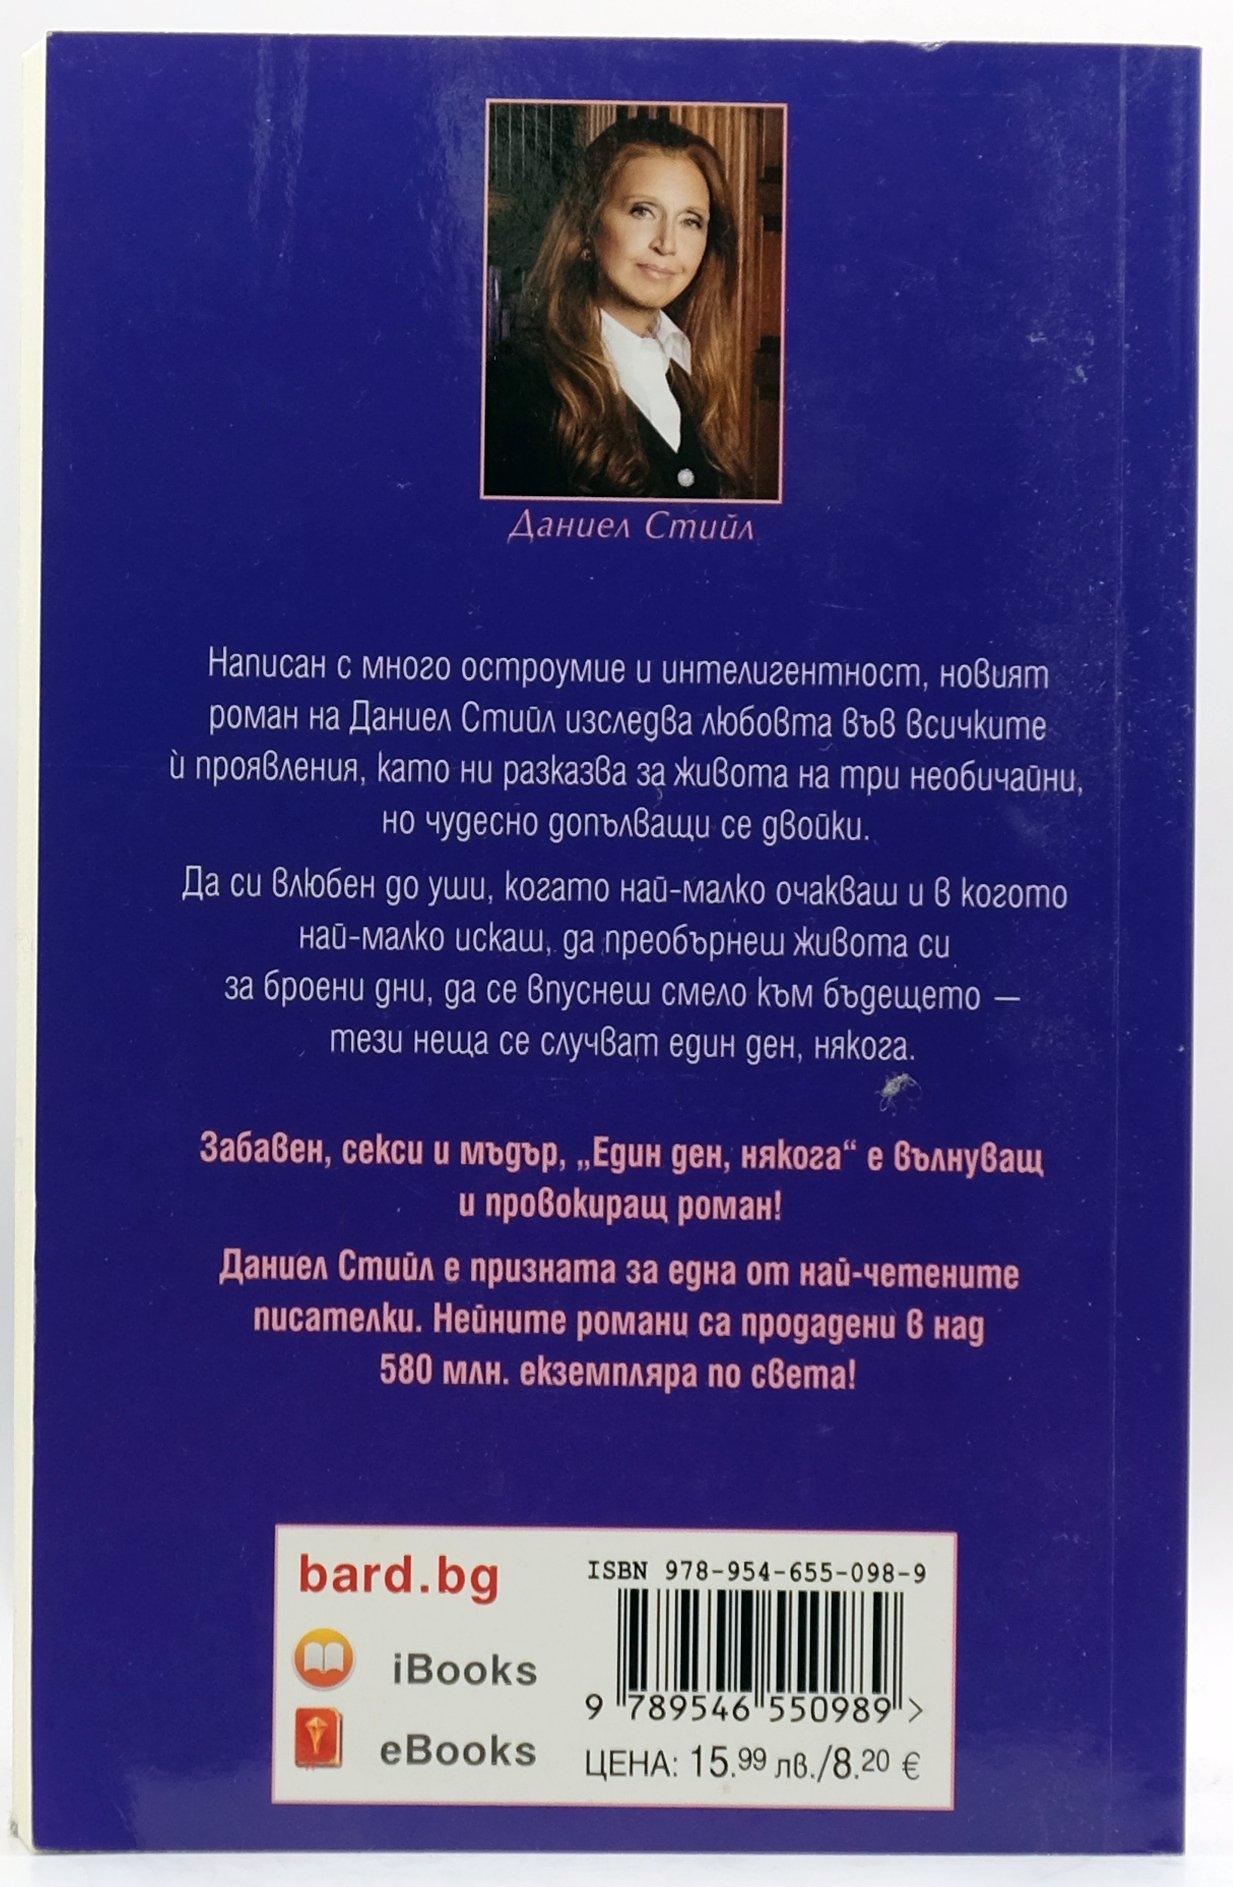 Даниел Стийл
Написан с много остроумие и интелигентност, новият
роман на Даниел Стийл изследва любовта във всичките
ѝ проявления, като ни разказва за живота на три необичайни,
но чудесно допълващи се двойки.
Да си влюбен до уши, когато най-малко очакваш и в когото
най-малко искаш, да преобърнеш живота си
за броени дни, да се впуснеш смело към бъдещето —
тези неща се случват един ден, някога.
Забавен, секси и мъдър, „Един ден, някога“ е вълнуващ
и провокиращ роман!
Даниел Стийл е призната за една от най-четените
писателки. Нейните романи са продадени в над
580 млн. екземпляра по света!
bard.bg
iBooks
eBooks
ISBN 978-954-655-098-9
9 789546 550989 >
ЦЕНА: 15.99 лв./8.20 €